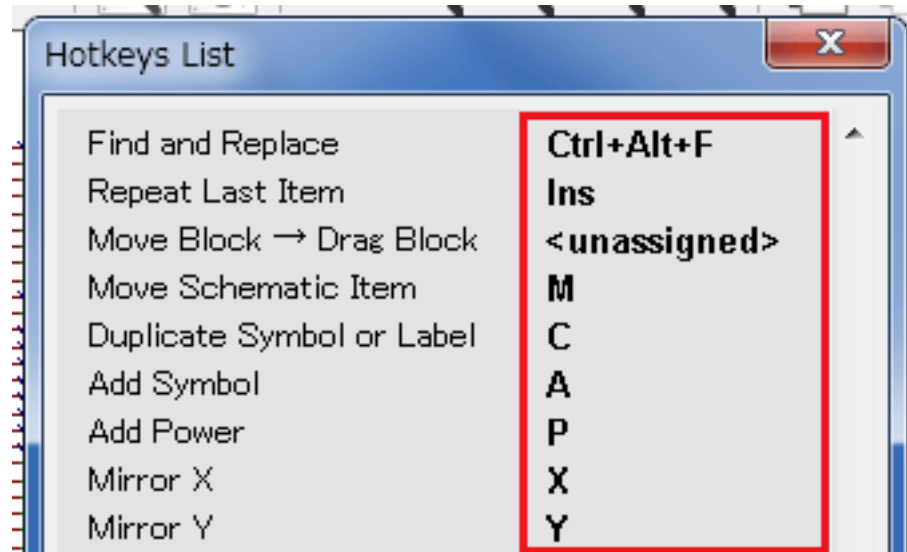 Hotkeys List
Find and Replace Ctrl+Alt+F
Repeat Last Item Ins
Move Block → Drag Block <unassigned>
Move Schematic Item M
Duplicate Symbol or Label C
Add Symbol A
Add Power P
Mirror X X
Mirror Y Y